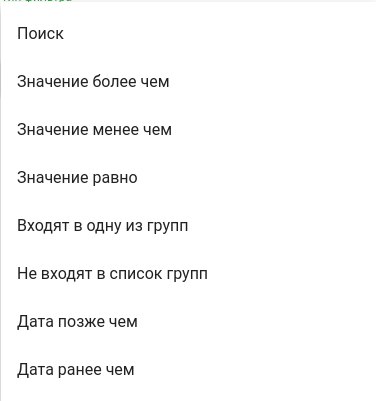 Поиск
Значение более чем
Значение менее чем
Значение равно
Входят в одну из групп
Не входят в список групп
Дата позже чем
Дата ранее чем